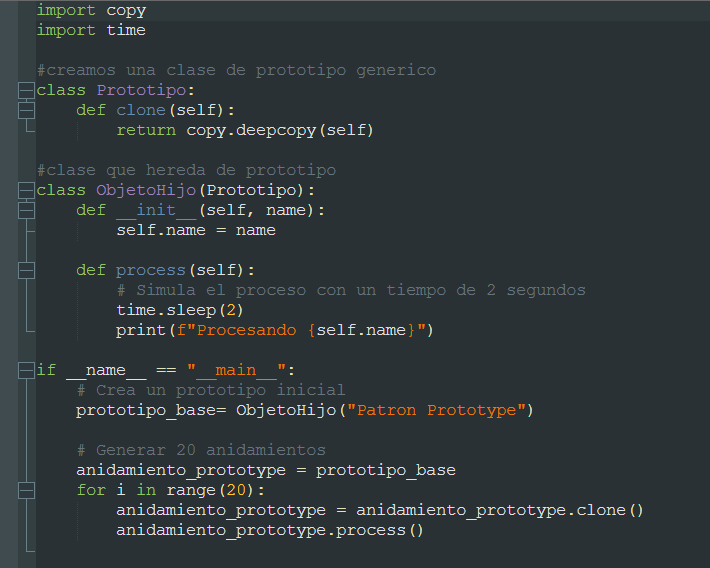 import copy
import time
#creamos una clase de prototipo generico
class Prototipo:
    def clone(self):
        return copy.deepcopy(self)
#clase que hereda de prototipo
class ObjetoHijo(Prototipo):
    def __init__(self, name):
        self.name = name
    def process(self):
        # Simula el proceso con un tiempo de 2 segundos
        time.sleep(2)
        print(f"Procesando {self.name}")
if __name__ == "__main__":
    # Crea un prototipo inicial
    prototipo_base= ObjetoHijo("Patron Prototype")
    # Generar 20 anidamientos
    anidamiento_prototype = prototipo_base
    for i in range(20):
        anidamiento_prototype = anidamiento_prototype.clone()
        anidamiento_prototype.process()